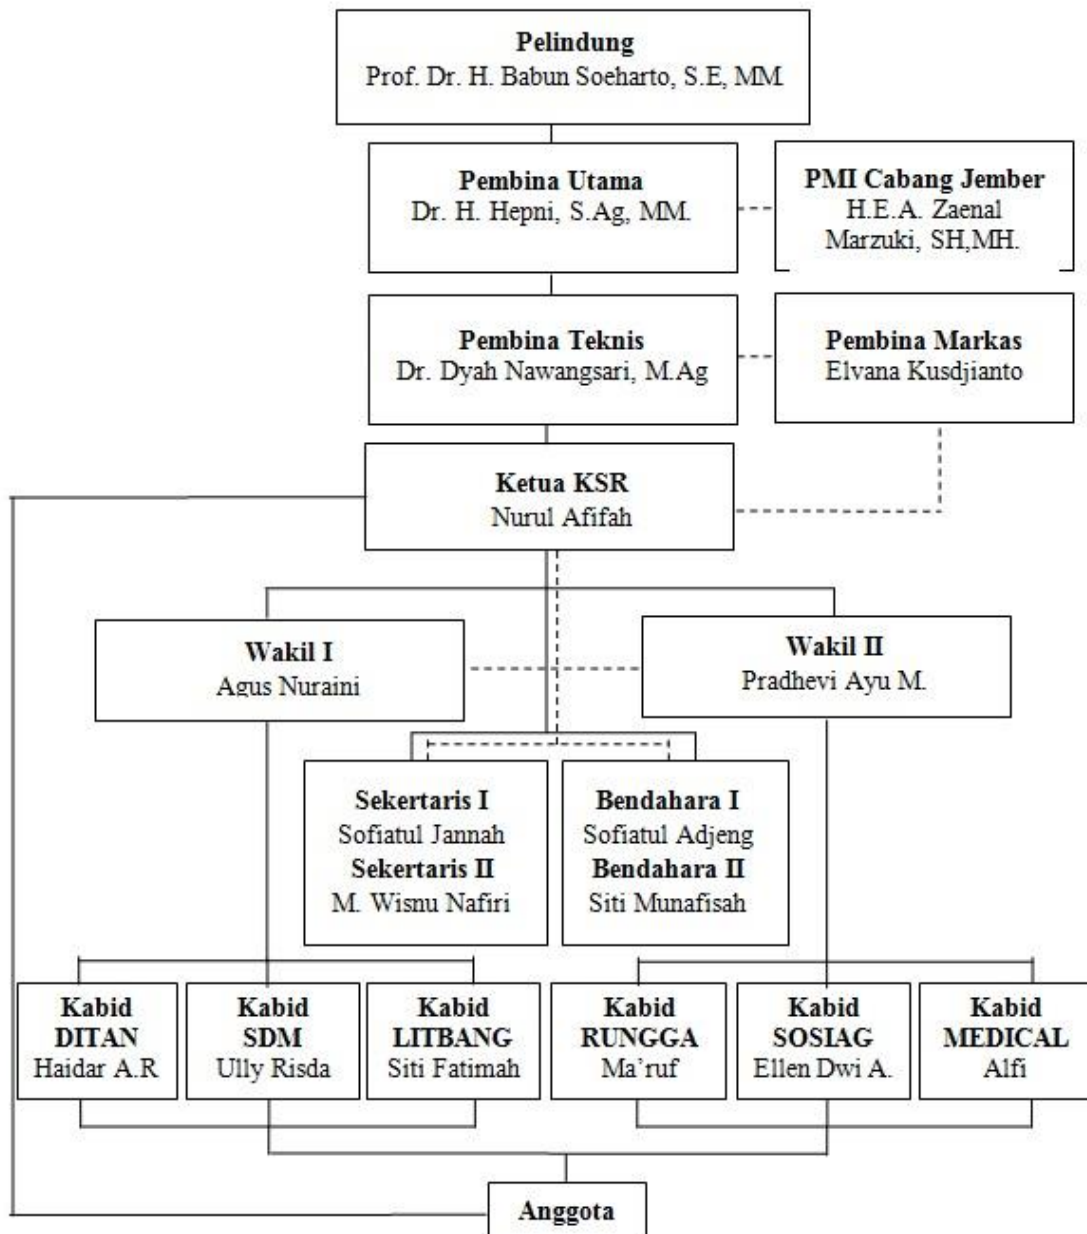 Pelindung
Prof. Dr. H. Babun Soeharto, S.E, MM
Pembina Utama
Dr. H. Hepni, S.Ag, MM.
PMI Cabang Jember
H.E.A. Zaenal
Marzuki, SH,MH.
Pembina Teknis
Dr. Dyah Nawangsari, M.Ag
Pembina Markas
Elvana Kusdjianto
Ketua KSR
Nurul Afifah
Wakil I
Agus Nuraini
Wakil II
Pradhevi Ayu M.
Sekertaris I
Sofiatul Jannah
Sekertaris II
M. Wisnu Nafiri
Bendahara I
Sofiatul Adjeng
Bendahara II
Siti Munafisah
Kabid
DITAN
Haidar A.R
Kabid
SDM
Ully Risda
Kabid
LITBANG
Siti Fatimah
Kabid
RUNGGA
Ma’ruf
Kabid
SOSIAG
Ellen Dwi A.
Kabid
MEDICAL
Alfi
Anggota